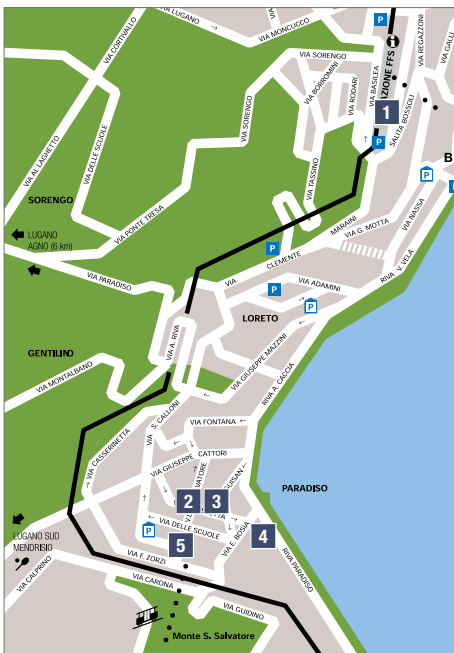 VIA LUGANO
VIA MONCUCCO
VIA CORTIVALLO
P
VIA REGAZZONI
VIA GALLI
i
VIA SORENGO
VIA BORROMINI
VIA RODARI
VIA BASILEA
AZIONE FFS
VIA SORENGO
1
SALITA BOSSOLI
P
VIA DELLE SCUOLE
VIA AL LAGHETTO
VIA TASSINO
B
P
P
SORENGO
VIA PONTE TRESA
MARAINI
VIA G. MOTTA
VIA NASSA
LUGANO
AGNO (6 km)
P
CLEMENTE
VIA
RIVA V. VELA
VIA PARADISO
VIA ADAMINI
P
P
LORETO
VIA A. RIVA
GENTILINO
VIA GIUSEPPE MAZZINI
VIA MONTALBANO
RIVA A. CACCIA
S. CALLONI
VIA
VIA FONTANA
VIA CASSERINETTA
VIA GIUSEPPE CATTORI
VATORE
GUISAN
PARADISO
2
3
VIA DELLE SCUOLE
P
4
LUGANO SUD
MENDRISIO
5
VIA E. BOSIA
VIA F. ZORZI
RIVA PARADISO
VIA CALPRINO
VIA CARONA
VIA GUIDINO
Monte S. Salvatore